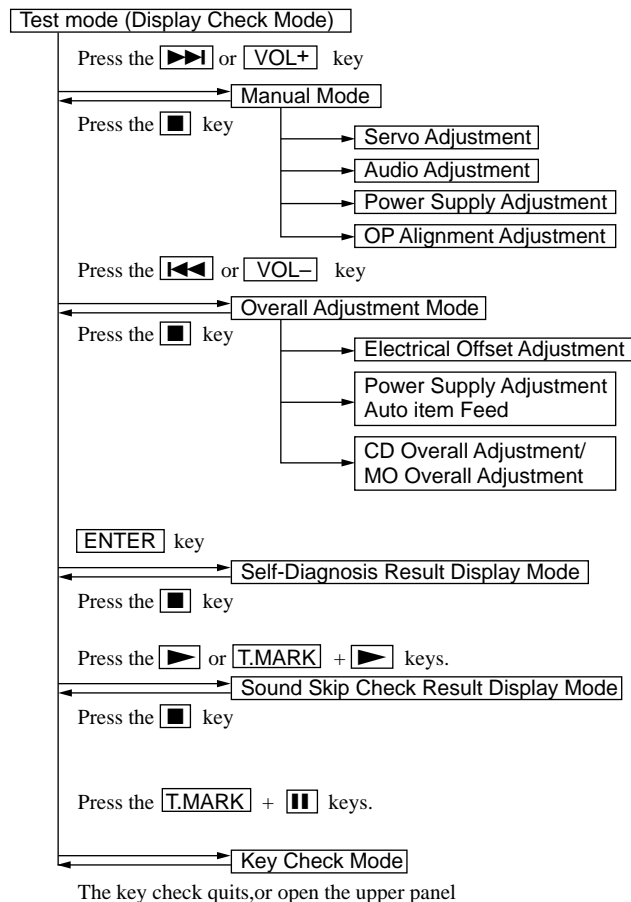 Test mode (Display Check Mode)
Press the ▶▶I or VOL+ key
Manual Mode
Press the ■ key
Servo Adjustment
Audio Adjustment
Power Supply Adjustment
OP Alignment Adjustment
Press the I◀◀ or VOL– key
Overall Adjustment Mode
Press the ■ key
Electrical Offset Adjustment
Power Supply Adjustment
Auto item Feed
CD Overall Adjustment/
MO Overall Adjustment
ENTER key
Self-Diagnosis Result Display Mode
Press the ■ key
Press the ▶ or T.MARK + ▶ keys.
Sound Skip Check Result Display Mode
Press the ■ key
Press the T.MARK + ❚❚ keys.
Key Check Mode
The key check quits,or open the upper panel